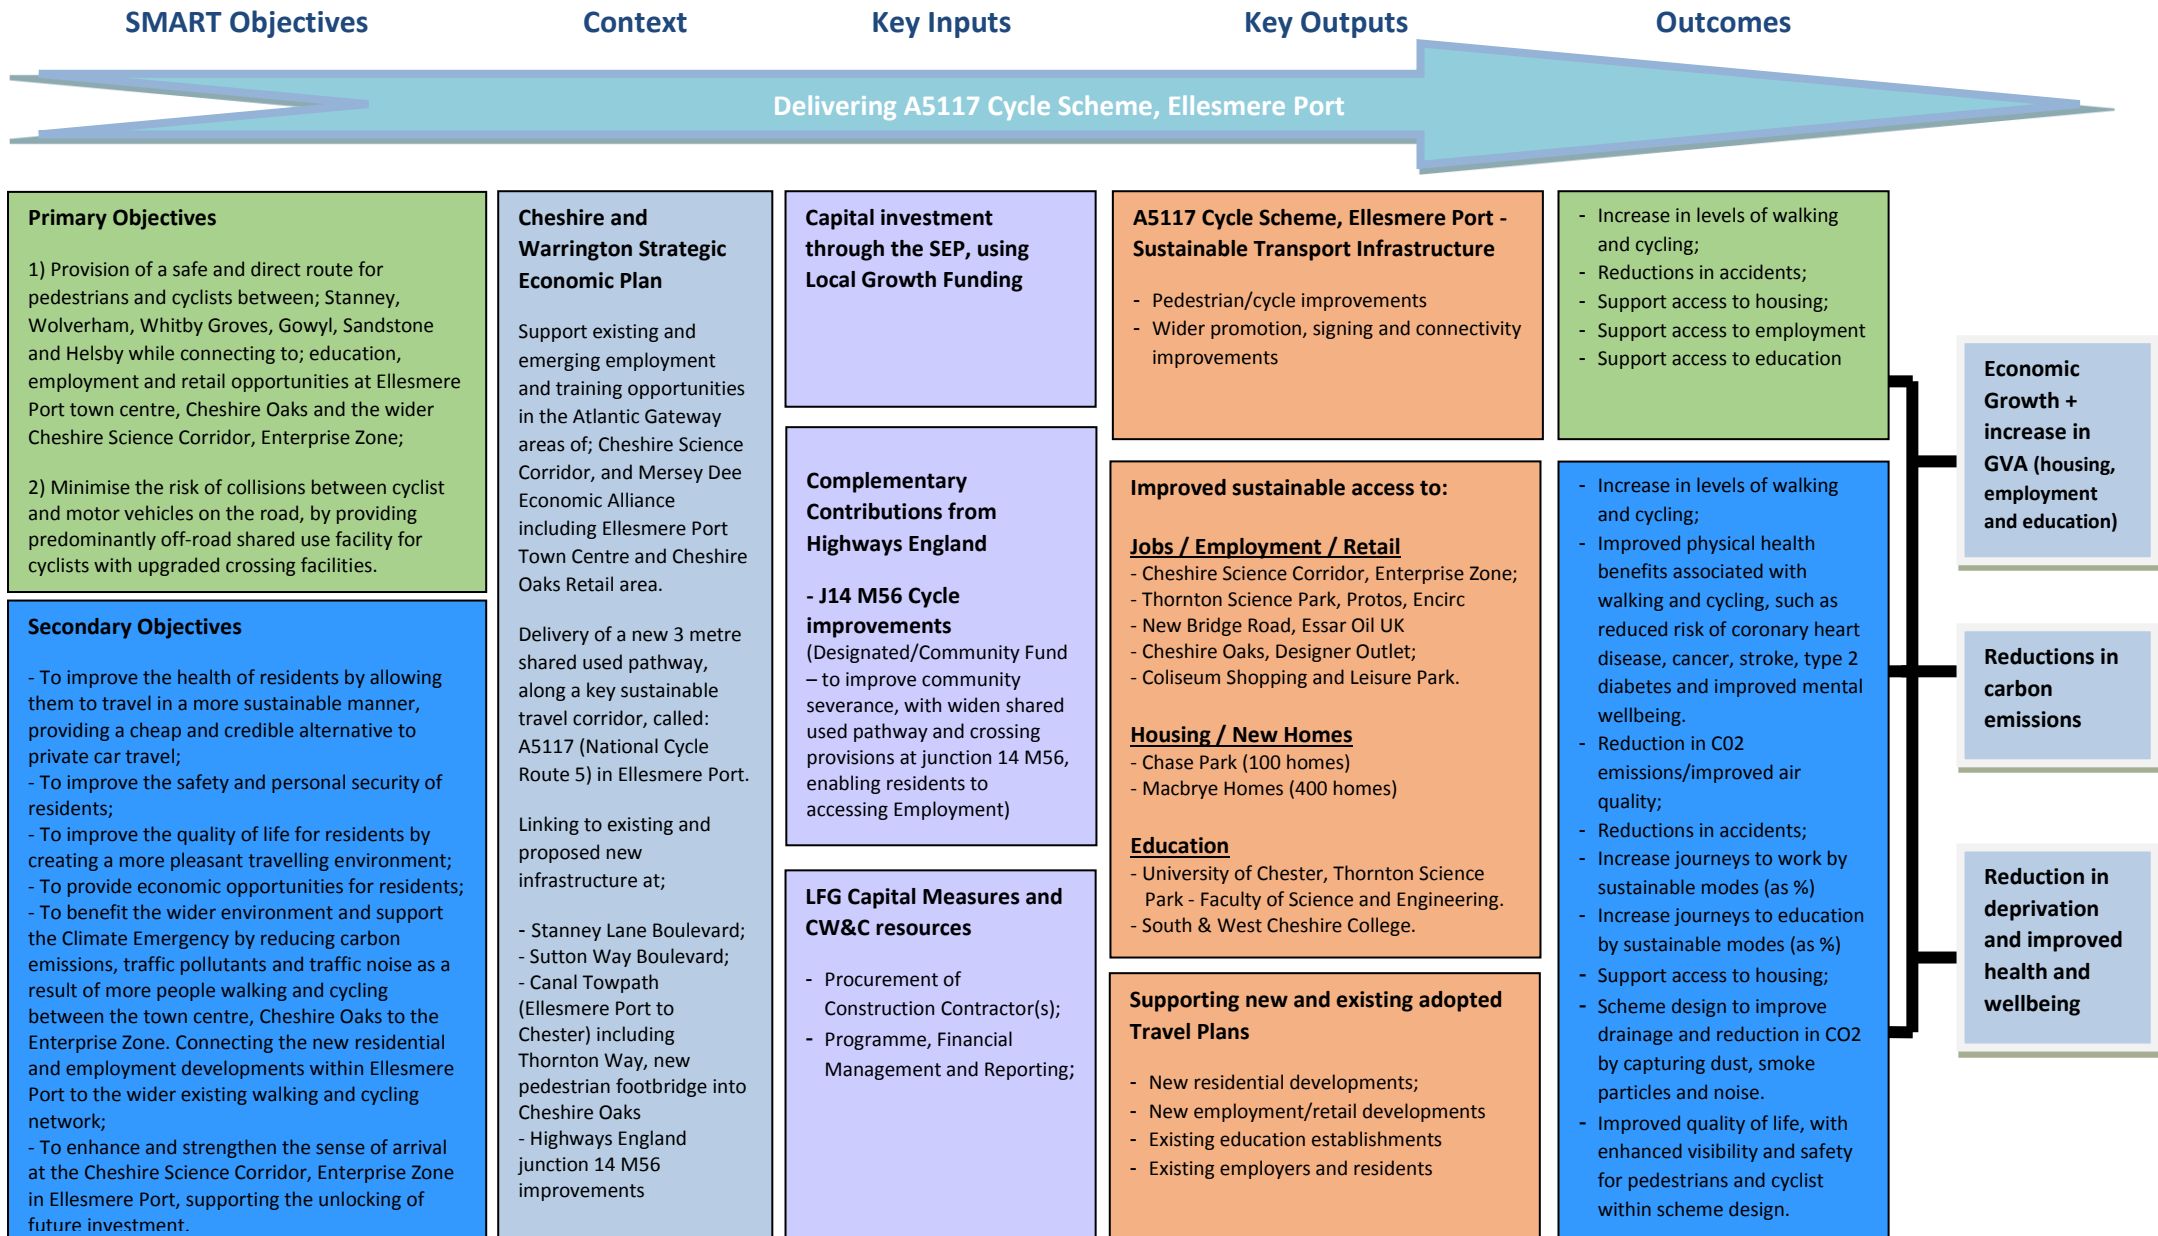 SMART Objectives
Context
Key Inputs
Key Outputs
Outcomes
Delivering A5117 Cycle Scheme, Ellesmere Port
Primary Objectives
1) Provision of a safe and direct route for
pedestrians and cyclists between; Stanney,
Wolverham, Whitby Groves, Gowyl, Sandstone
and Helsby while connecting to; education,
employment and retail opportunities at Ellesmere
Port town centre, Cheshire Oaks and the wider
Cheshire Science Corridor, Enterprise Zone;
2) Minimise the risk of collisions between cyclist
and motor vehicles on the road, by providing
predominantly off-road shared use facility for
cyclists with upgraded crossing facilities.
Secondary Objectives
- To improve the health of residents by allowing
them to travel in a more sustainable manner,
providing a cheap and credible alternative to
private car travel;
- To improve the safety and personal security of
residents;
- To improve the quality of life for residents by
creating a more pleasant travelling environment;
- To provide economic opportunities for residents;
- To benefit the wider environment and support
the Climate Emergency by reducing carbon
emissions, traffic pollutants and traffic noise as a
result of more people walking and cycling
between the town centre, Cheshire Oaks to the
Enterprise Zone. Connecting the new residential
and employment developments within Ellesmere
Port to the wider existing walking and cycling
network;
- To enhance and strengthen the sense of arrival
at the Cheshire Science Corridor, Enterprise Zone
in Ellesmere Port, supporting the unlocking of
future investment.
Cheshire and
Warrington Strategic
Economic Plan
Support existing and
emerging employment
and training opportunities
in the Atlantic Gateway
areas of; Cheshire Science
Corridor, and Mersey Dee
Economic Alliance
including Ellesmere Port
Town Centre and Cheshire
Oaks Retail area.
Delivery of a new 3 metre
shared used pathway,
along a key sustainable
travel corridor, called:
A5117 (National Cycle
Route 5) in Ellesmere Port.
Linking to existing and
proposed new
infrastructure at;
- Stanney Lane Boulevard;
- Sutton Way Boulevard;
- Canal Towpath
(Ellesmere Port to
Chester) including
Thornton Way, new
pedestrian footbridge into
Cheshire Oaks
- Highways England
junction 14 M56
improvements
Capital investment
through the SEP, using
Local Growth Funding
Complementary
Contributions from
Highways England
- J14 M56 Cycle
improvements
(Designated/Community Fund
– to improve community
severance, with widen shared
used pathway and crossing
provisions at junction 14 M56,
enabling residents to
accessing Employment)
LFG Capital Measures and
CW&C resources
- Procurement of
Construction Contractor(s);
- Programme, Financial
Management and Reporting;
A5117 Cycle Scheme, Ellesmere Port -
Sustainable Transport Infrastructure
- Pedestrian/cycle improvements
- Wider promotion, signing and connectivity
improvements
Improved sustainable access to:
Jobs / Employment / Retail
- Cheshire Science Corridor, Enterprise Zone;
- Thornton Science Park, Protos, Encirc
- New Bridge Road, Essar Oil UK
- Cheshire Oaks, Designer Outlet;
- Coliseum Shopping and Leisure Park.
Housing / New Homes
- Chase Park (100 homes)
- Macbrye Homes (400 homes)
Education
- University of Chester, Thornton Science
Park - Faculty of Science and Engineering.
- South & West Cheshire College.
Supporting new and existing adopted
Travel Plans
- New residential developments;
- New employment/retail developments
- Existing education establishments
- Existing employers and residents
- Increase in levels of walking
and cycling;
- Reductions in accidents;
- Support access to housing;
- Support access to employment
- Support access to education
- Increase in levels of walking
and cycling;
- Improved physical health
benefits associated with
walking and cycling, such as
reduced risk of coronary heart
disease, cancer, stroke, type 2
diabetes and improved mental
wellbeing.
- Reduction in C02
emissions/improved air
quality;
- Reductions in accidents;
- Increase journeys to work by
sustainable modes (as %)
- Increase journeys to education
by sustainable modes (as %)
- Support access to housing;
- Scheme design to improve
drainage and reduction in CO2
by capturing dust, smoke
particles and noise.
- Improved quality of life, with
enhanced visibility and safety
for pedestrians and cyclist
within scheme design.
Economic
Growth +
increase in
GVA (housing,
employment
and education)
Reductions in
carbon
emissions
Reduction in
deprivation
and improved
health and
wellbeing